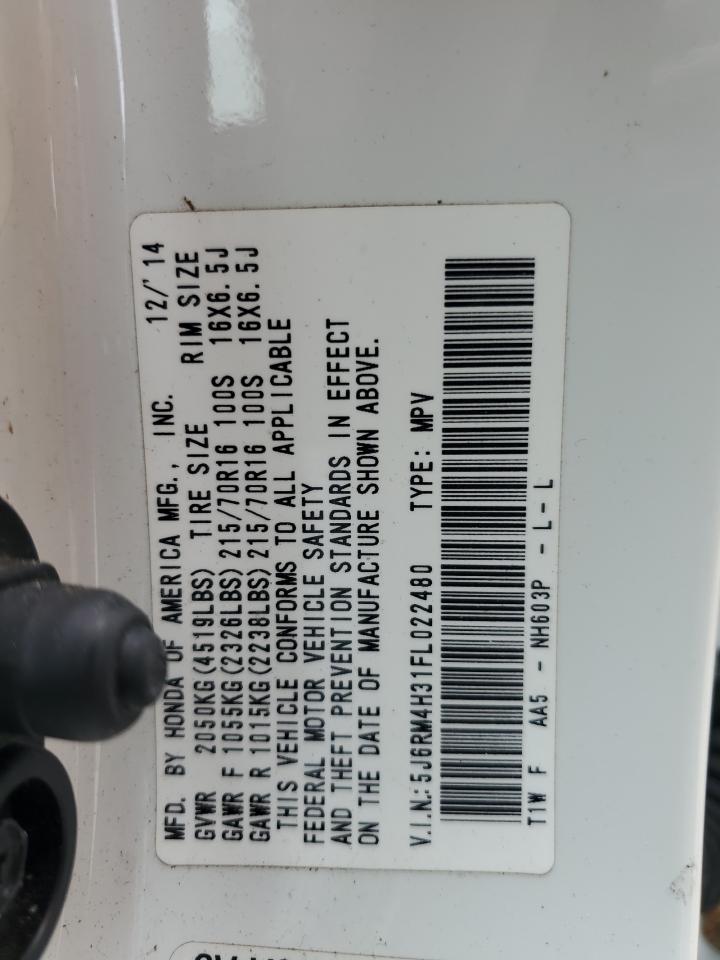 MFD. BY HONDA OF AMERICA MFG., INC. 12/'14
GVWR 2050KG(4519LBS) TIRE SIZE RIM SIZE
GAWR F 1055KG(2326LBS) 215/70R16 100S 16X6.5J
GAWR R 1015KG(2238LBS) 215/70R16 100S 16X6.5J
THIS VEHICLE CONFORMS TO ALL APPLICABLE
FEDERAL MOTOR VEHICLE SAFETY
AND THEFT PREVENTION STANDARDS IN EFFECT
ON THE DATE OF MANUFACTURE SHOWN ABOVE.
V.I.N.: 5J6RM4H31FL022480 TYPE: MPV
T1W F AA5 - NH603P - L- L